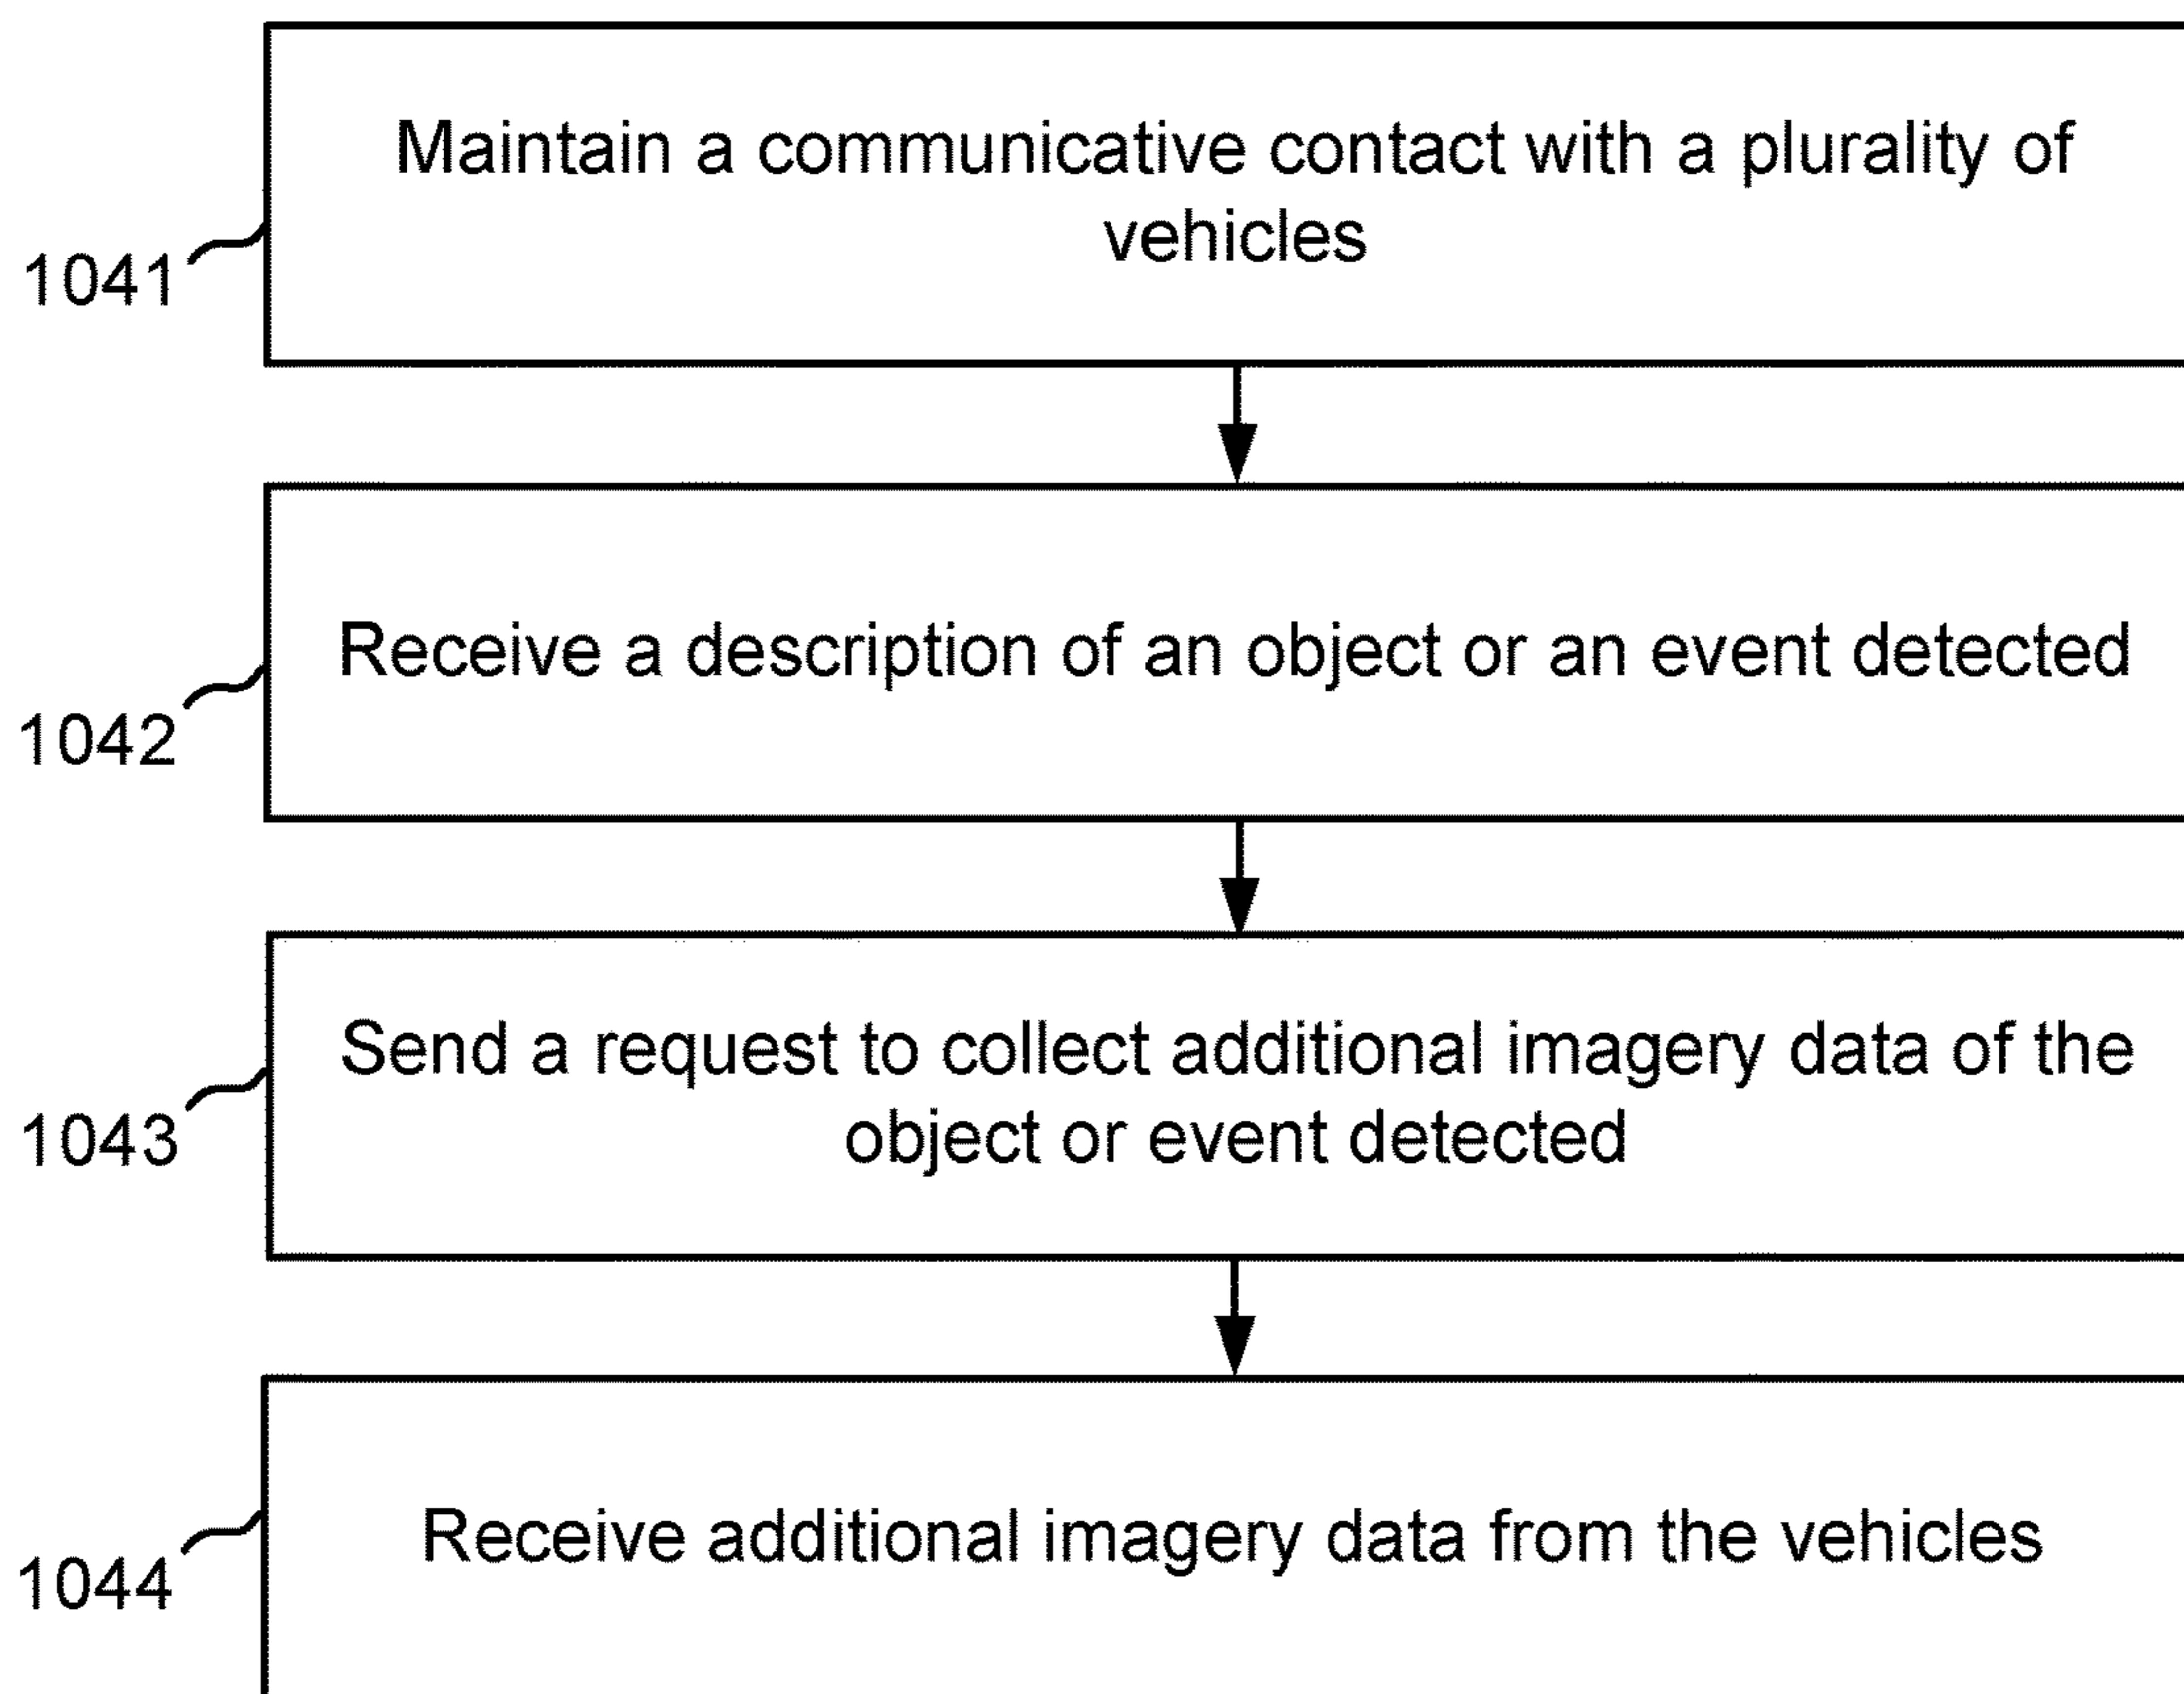 Maintain a communicative contact with a plurality of
vehicles
1041
Receive a description of an object or an event detected
1042
Send a request to collect additional imagery data of the
object or event detected
1043
Receive additional imagery data from the vehicles
1044